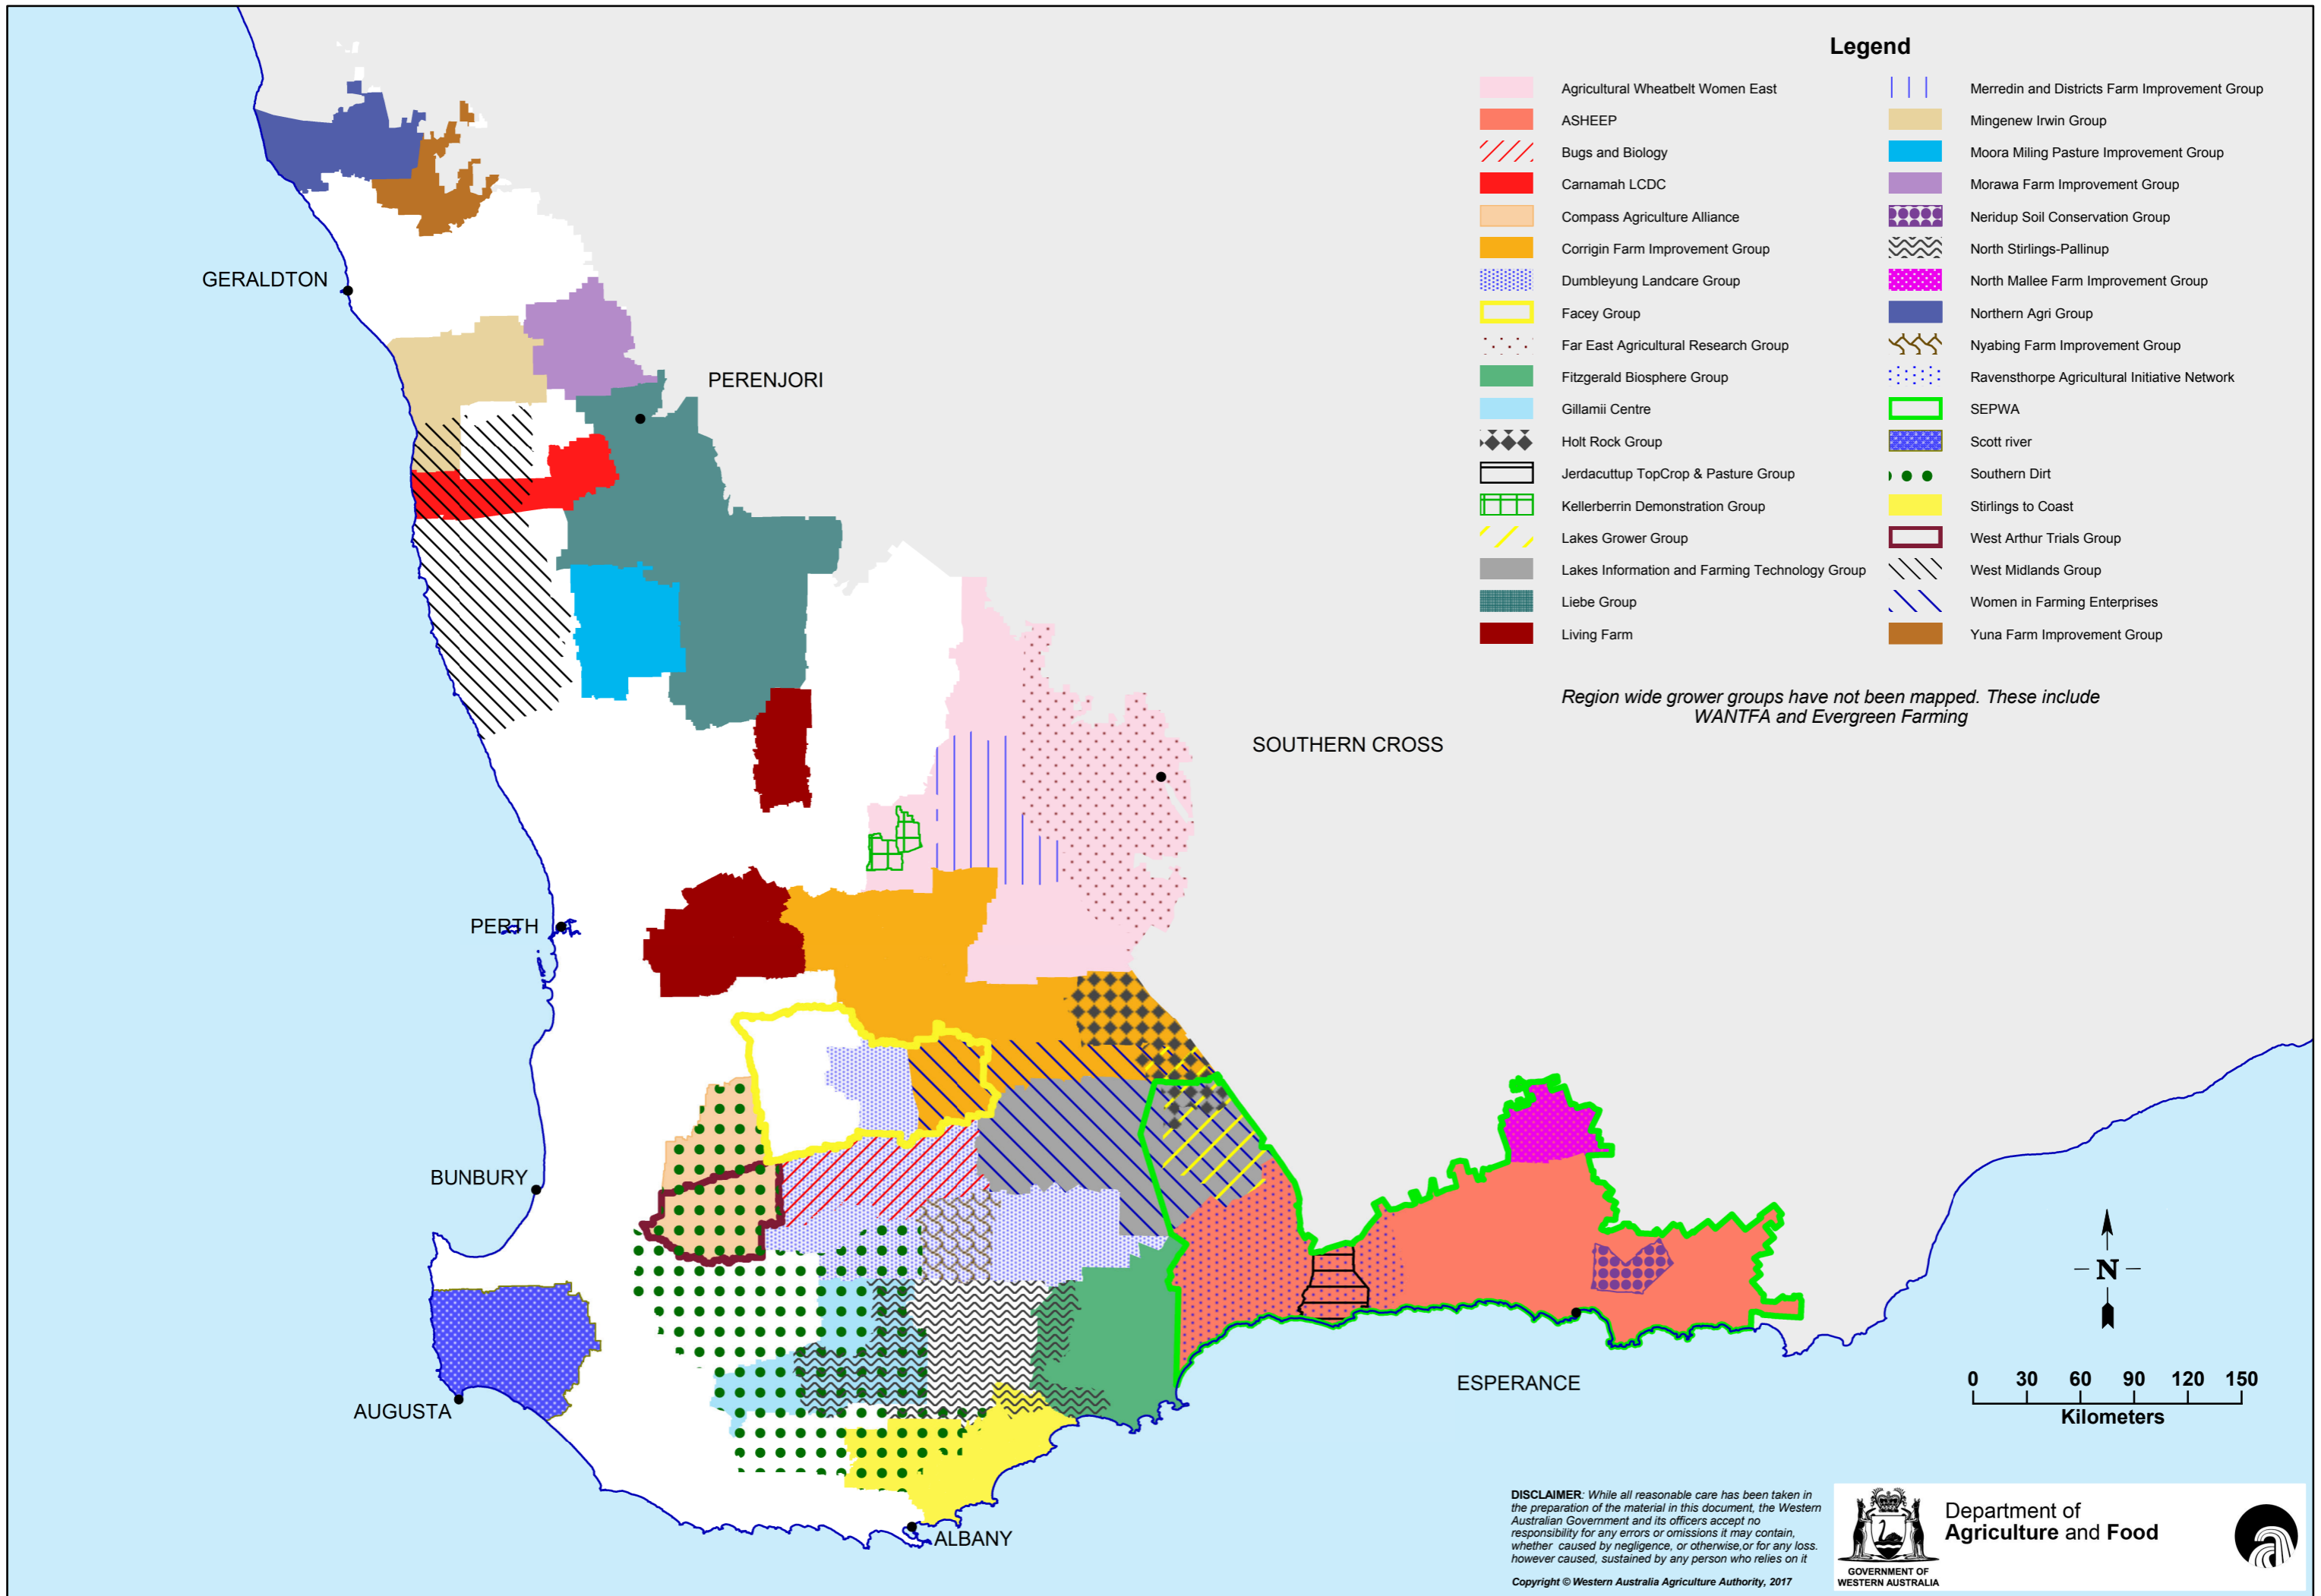 Legend
Agricultural Wheatbelt Women East
ASHEEP
Bugs and Biology
Carnamah LCDC
Compass Agriculture Alliance
Corrigin Farm Improvement Group
Dumbleyung Landcare Group
Facey Group
Far East Agricultural Research Group
Fitzgerald Biosphere Group
Gillamii Centre
Holt Rock Group
Jerdacuttup TopCrop & Pasture Group
Kellerberrin Demonstration Group
Lakes Grower Group
Lakes Information and Farming Technology Group
Liebe Group
Living Farm
Merredin and Districts Farm Improvement Group
Mingenew Irwin Group
Moora Miling Pasture Improvement Group
Morawa Farm Improvement Group
Neridup Soil Conservation Group
North Stirlings-Pallinup
North Mallee Farm Improvement Group
Northern Agri Group
Nyabing Farm Improvement Group
Ravensthorpe Agricultural Initiative Network
SEPWA
Scott river
Southern Dirt
Stirlings to Coast
West Arthur Trials Group
West Midlands Group
Women in Farming Enterprises
Yuna Farm Improvement Group
Region wide grower groups have not been mapped. These include
WANTFA and Evergreen Farming
GERALDTON
PERENJORI
SOUTHERN CROSS
PERTH
BUNBURY
AUGUSTA
ESPERANCE
ALBANY
N
0 30 60 90 120 150
Kilometers
DISCLAIMER: While all reasonable care has been taken in
the preparation of the material in this document, the Western
Australian Government and its officers accept no
responsibility for any errors or omissions it may contain,
whether caused by negligence, or otherwise,or for any loss.
however caused, sustained by any person who relies on it
Copyright © Western Australia Agriculture Authority, 2017
GOVERNMENT OF
WESTERN AUSTRALIA
Department of
Agriculture and Food